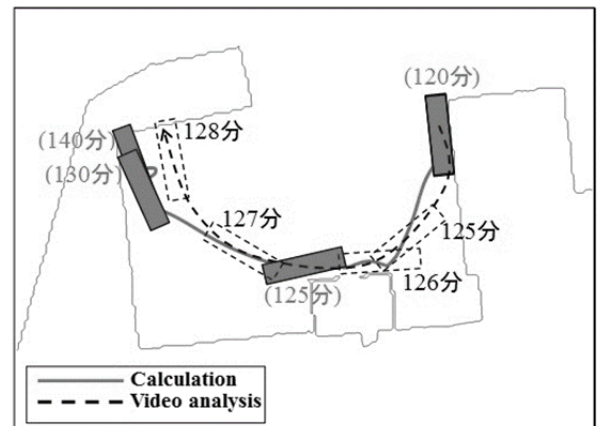 (120分)
(140分)
128分
(130分)
127分
125分
126分
(125分)
Calculation
Video analysis